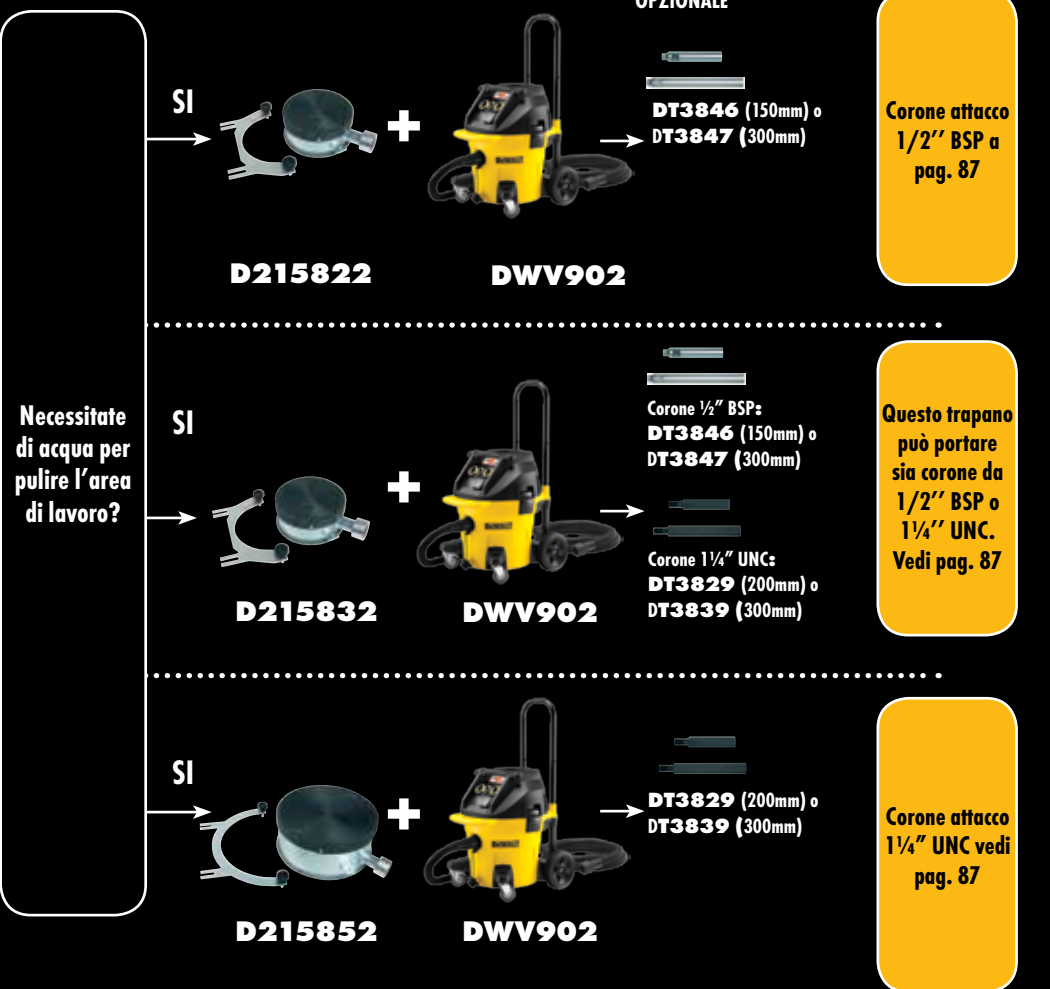 OPZIONALE
Necessitate
di acqua per
pulire l'area
di lavoro?
SI
D215822
DEWALT
DWV902
DT3846 (150mm) o
DT3847 (300mm)
Corone attacco
1/2'' BSP a
pag. 87
SI
D215832
DEWALT
DWV902
Corone ½" BSP:
DT3846 (150mm) o
DT3847 (300mm)
Corone 1¼" UNC:
DT3829 (200mm) o
DT3839 (300mm)
Questo trapano
può portare
sia corone da
1/2'' BSP o
1¼'' UNC.
Vedi pag. 87
SI
D215852
DEWALT
DWV902
DT3829 (200mm) o
DT3839 (300mm)
Corone attacco
1¼" UNC vedi
pag. 87